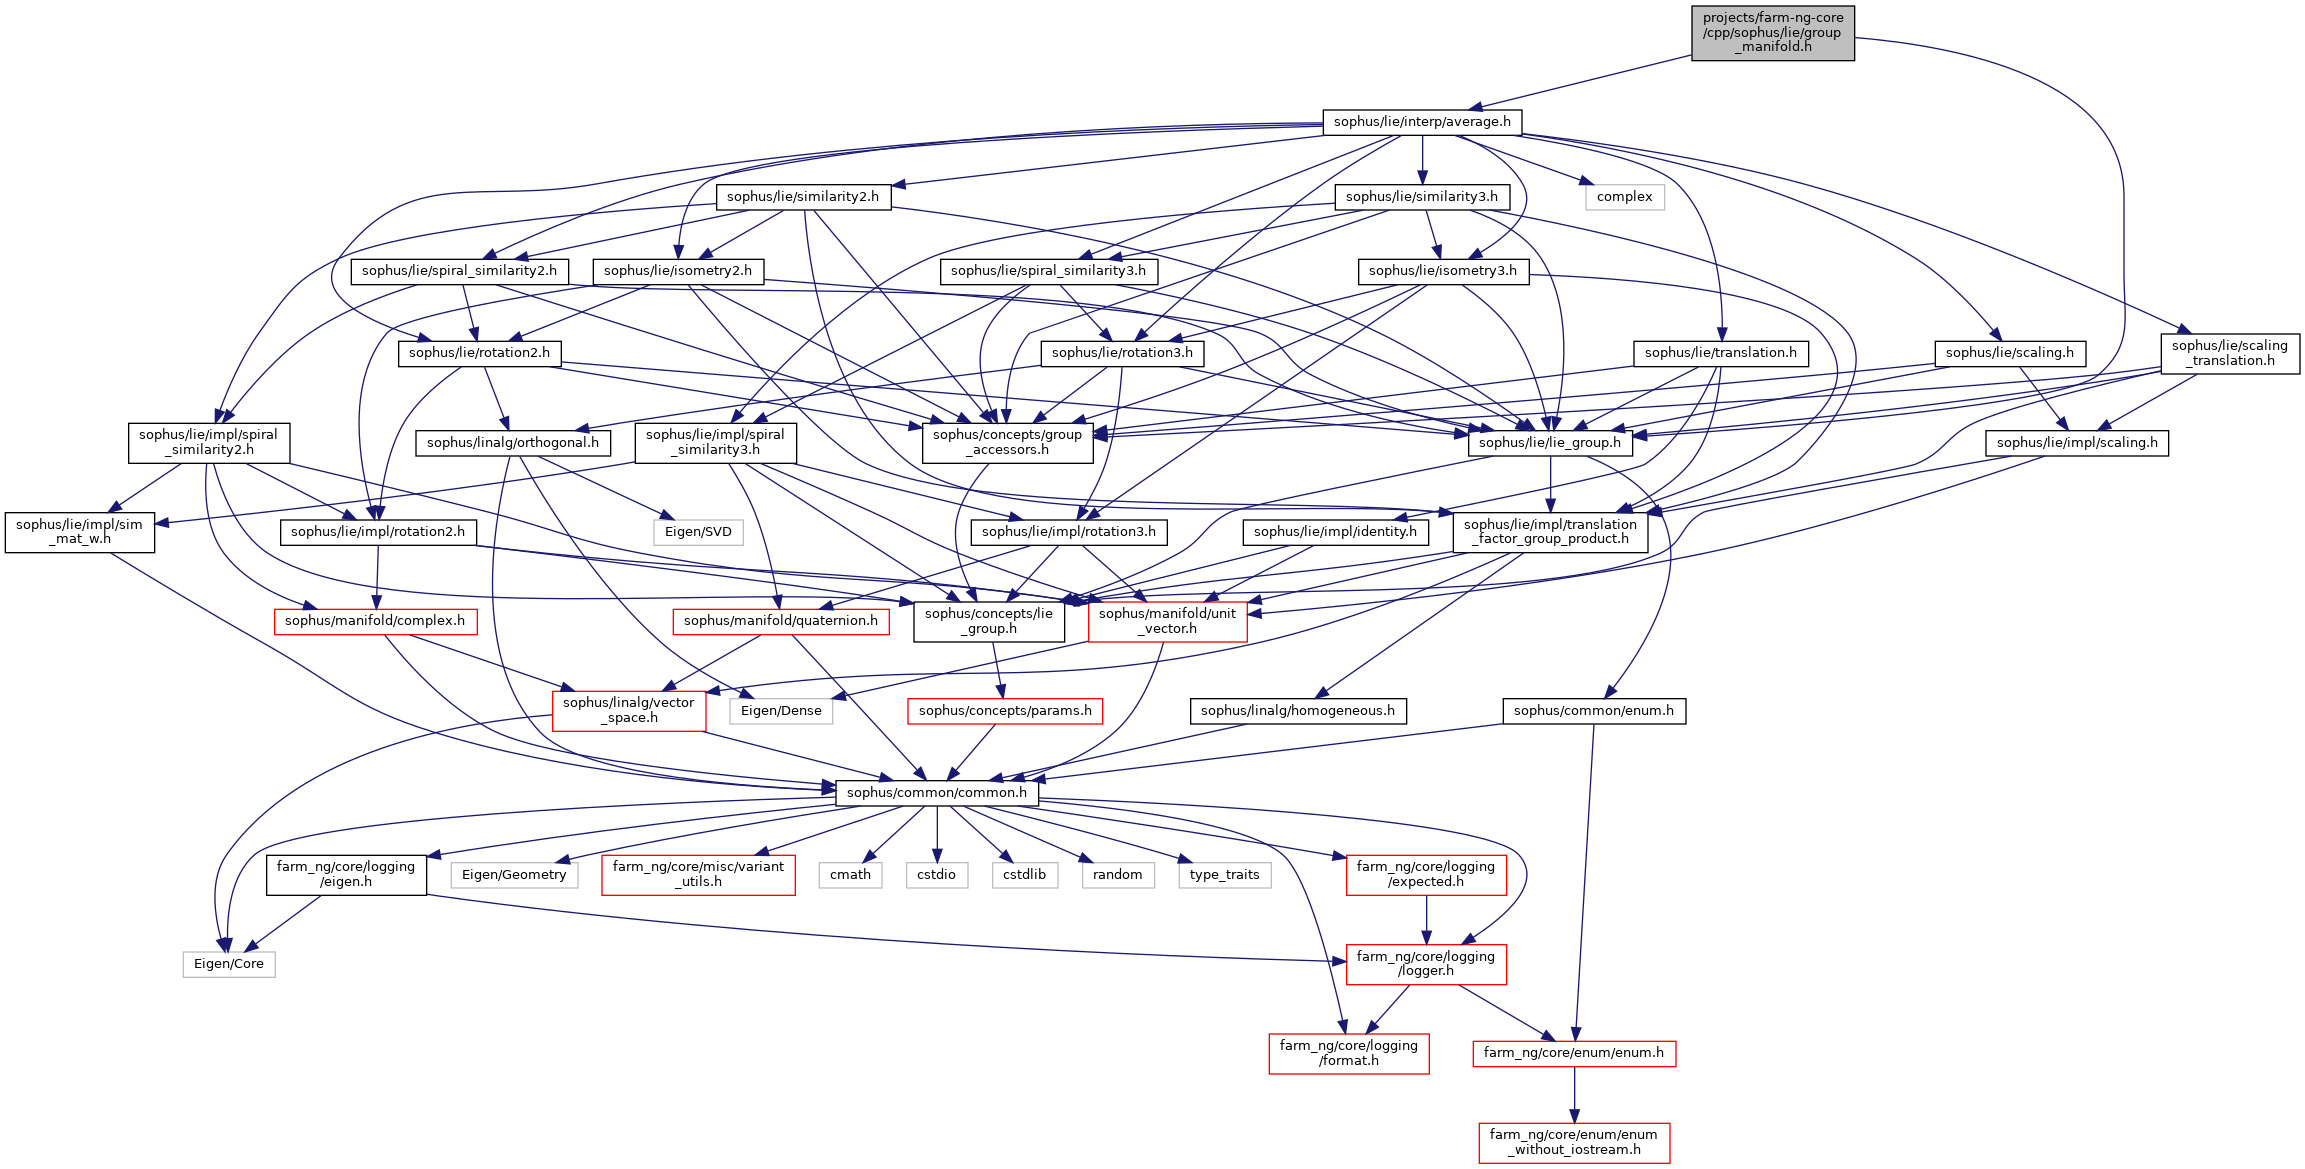 projects/farm-ng-core
/cpp/sophus/lie/group
_manifold.h
sophus/lie/interp/average.h
sophus/lie/similarity2.h
sophus/lie/similarity3.h
complex
sophus/lie/spiral_similarity2.h
sophus/lie/isometry2.h
sophus/lie/spiral_similarity3.h
sophus/lie/isometry3.h
sophus/lie/rotation2.h
sophus/lie/rotation3.h
sophus/lie/translation.h
sophus/lie/scaling.h
sophus/lie/scaling
_translation.h
sophus/lie/impl/spiral
_similarity2.h
sophus/linalg/orthogonal.h
sophus/lie/impl/spiral
_similarity3.h
sophus/concepts/group
_accessors.h
sophus/lie/lie_group.h
sophus/lie/impl/scaling.h
sophus/lie/impl/sim
_mat_w.h
sophus/lie/impl/rotation2.h
Eigen/SVD
sophus/lie/impl/rotation3.h
sophus/lie/impl/identity.h
sophus/lie/impl/translation
_factor_group_product.h
sophus/manifold/complex.h
sophus/manifold/quaternion.h
sophus/concepts/lie
_group.h
sophus/manifold/unit
_vector.h
sophus/linalg/vector
_space.h
Eigen/Dense
sophus/concepts/params.h
sophus/linalg/homogeneous.h
sophus/common/enum.h
sophus/common/common.h
farm_ng/core/logging
/eigen.h
Eigen/Geometry
farm_ng/core/misc/variant
_utils.h
cmath
cstdio
cstdlib
random
type_traits
farm_ng/core/logging
/expected.h
Eigen/Core
farm_ng/core/logging
/logger.h
farm_ng/core/logging
/format.h
farm_ng/core/enum/enum.h
farm_ng/core/enum/enum
_without_iostream.h